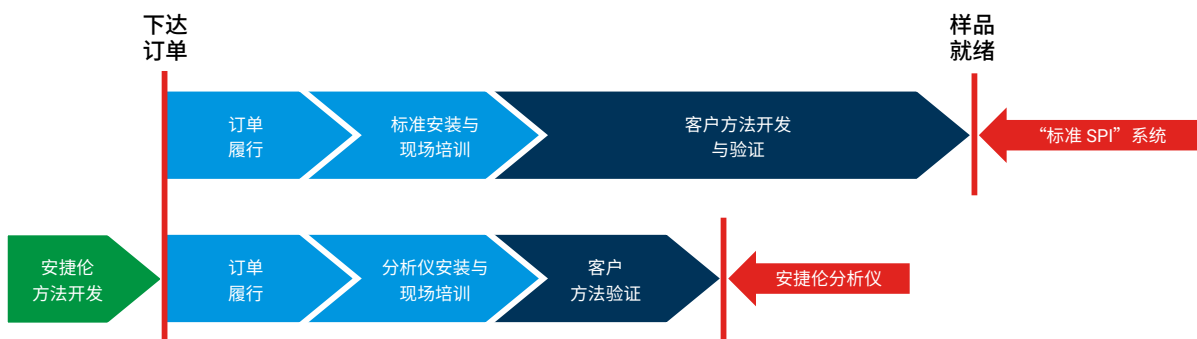 下达
订单
样品
就绪
订单
履行
标准安装与
现场培训
客户方法开发
与验证
“标准 SPI”系统
安捷伦
方法开发
订单
履行
分析仪安装与
现场培训
客户
方法验证
安捷伦分析仪